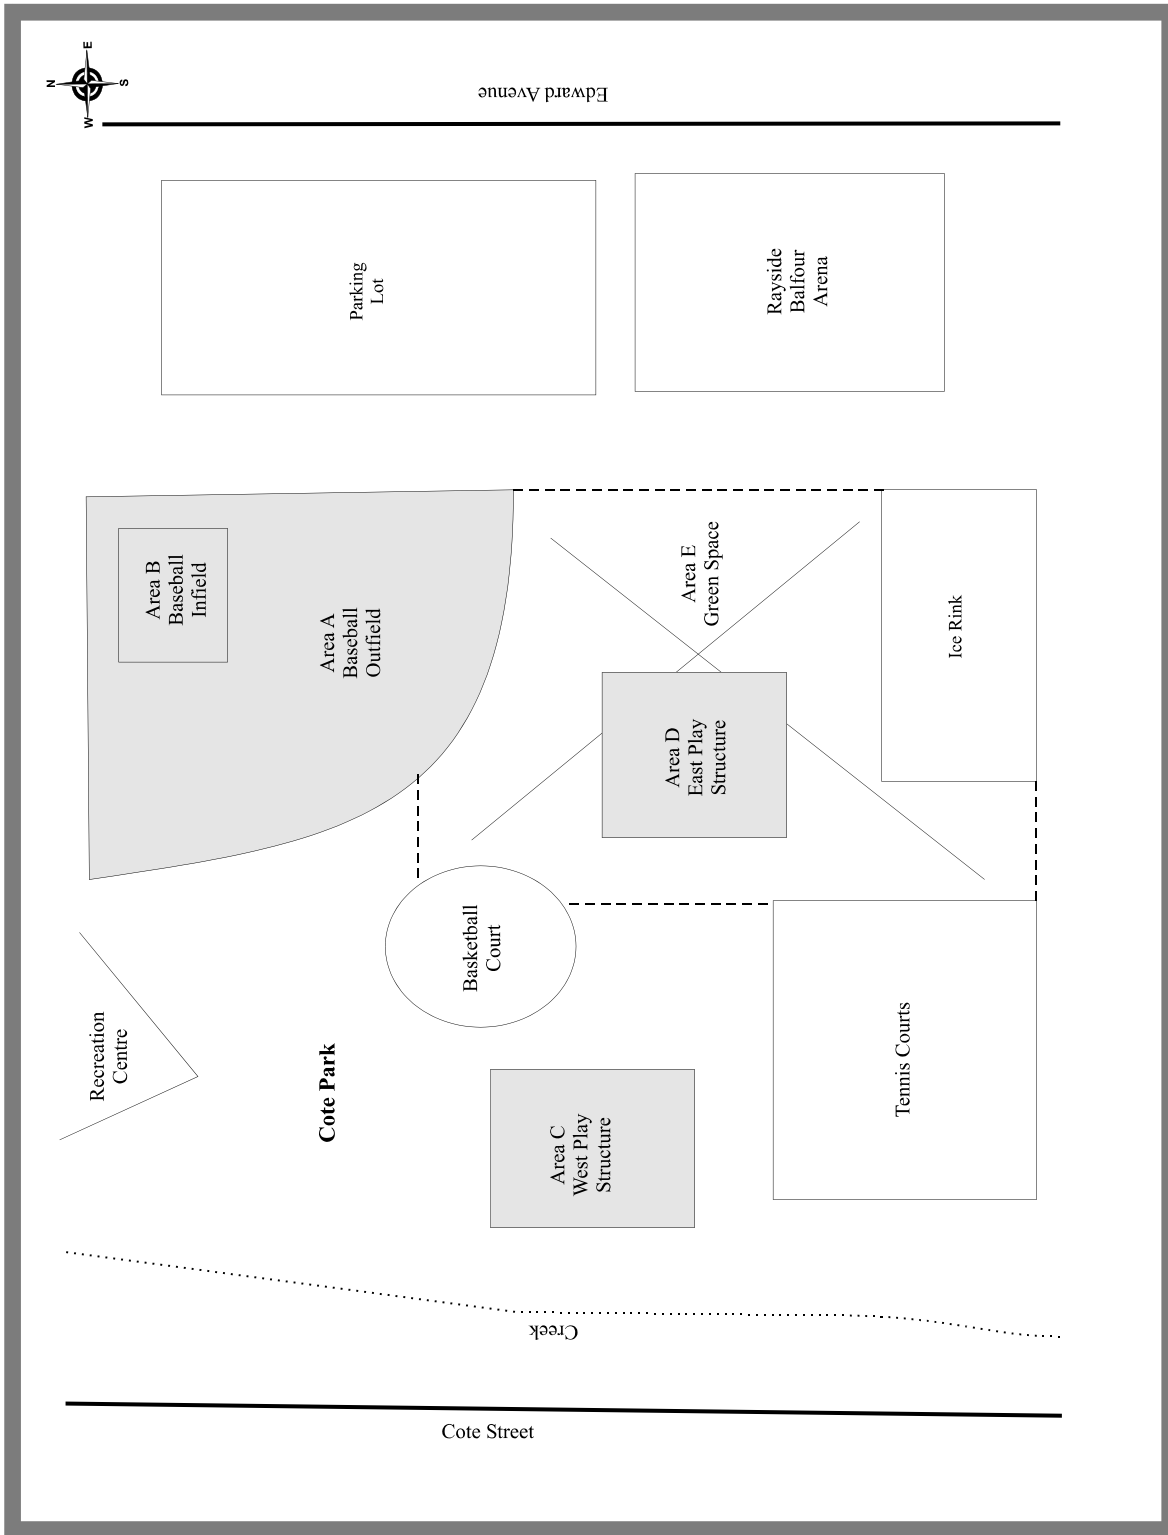 E
N
S
W
Edward Avenue
Parking
Lot
Rayside
Balfour
Arena
Area B
Baseball
Infield
Area A
Baseball
Outfield
Area E
Green Space
Ice Rink
Area D
East Play
Structure
Basketball
Court
Recreation
Centre
Cote Park
Area C
West Play
Structure
Tennis Courts
Creek
Cote Street